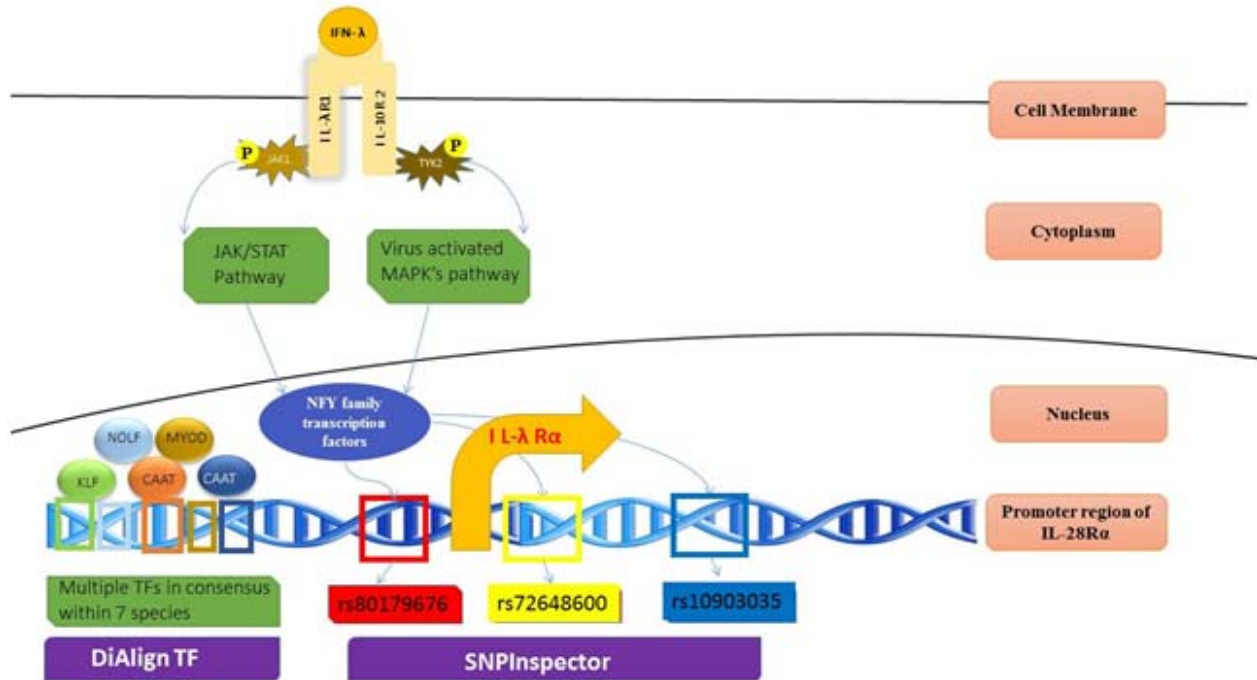 IFN-λ
I L-λR1
I L-10R 2
Cell Membrane
P
JAK1
TYK2
P
JAK/STAT
Pathway
Virus activated
MAPK's pathway
Cytoplasm
NFY family
transcription
factors
Nucleus
NOLF
MYOD
KLF
CAAT
CAAT
I L-λ Rα
Promoter region of
IL-28Rα
Multiple TFs in consensus
within 7 species
rs80179676
rs72648600
rs10903035
DiAlign TF
SNPInspector